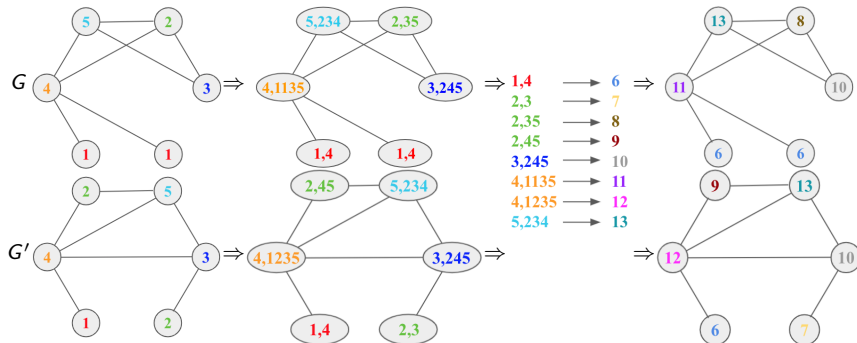 5 2 5,234 2,35 13 8
G 4 3 ⇒ 4,1135 3,245 ⇒ 1,4 → 6 ⇒ 11 10
2,3 → 7
2,35 → 8
1 1 1,4 1,4 2,45 → 9 6 6
3,245 → 10
2 5 2,45 5,234 4,1135 → 11 9 13
4,1235 → 12
5,234 → 13
G′ 4 3 ⇒ 4,1235 3,245 ⇒ ⇒ 12 10
1 2 1,4 2,3 6 7